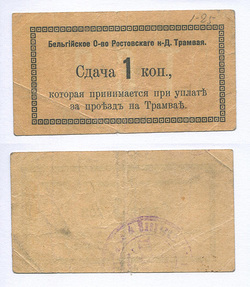 Бельгійское О-во Ростовскаго н-Д. Трамвая.
Сдача 1 коп.,
которая принимается при уплатѣ
за проѣздъ на Трамваѣ.